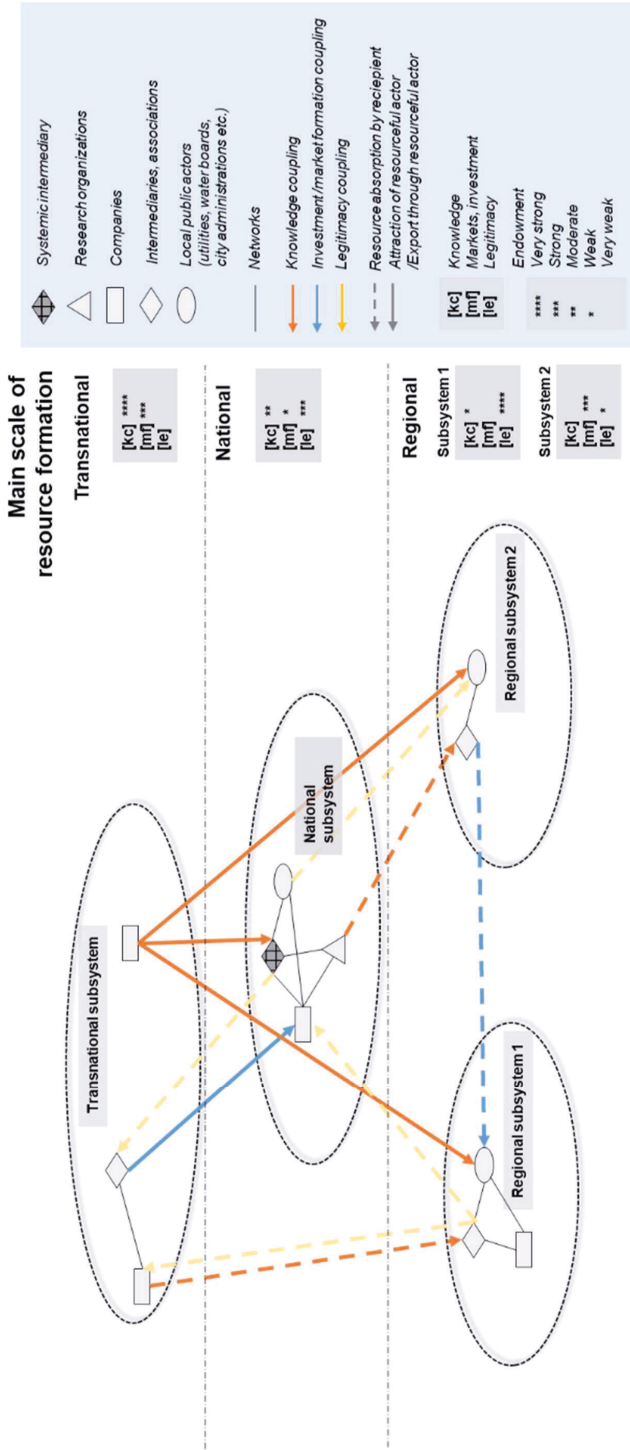 Main scale of
resource formation
Transnational
[kc] ****
[mf] ***
[le]
National
[kc] **
[mf] *
[le] ***
Regional
Subsystem 1
[kc] *
[mf]
[le] ****
Subsystem 2
[kc]
[mf] ***
[le] *
Transnational subsystem
National
subsystem
Regional subsystem 1
Regional subsystem 2
Systemic intermediary
Research organizations
Companies
Intermediaries, associations
Local public actors
(utilities, water boards,
city administrations etc.)
Networks
Knowledge coupling
Investment/market formation coupling
Legitimacy coupling
Resource absorption by reciepient
Attraction of resourceful actor
/Export through resourceful actor
[kc] Knowledge
[mf] Markets, investment
[le] Legitimacy
Endowment
**** Very strong
*** Strong
** Moderate
* Weak
Very weak